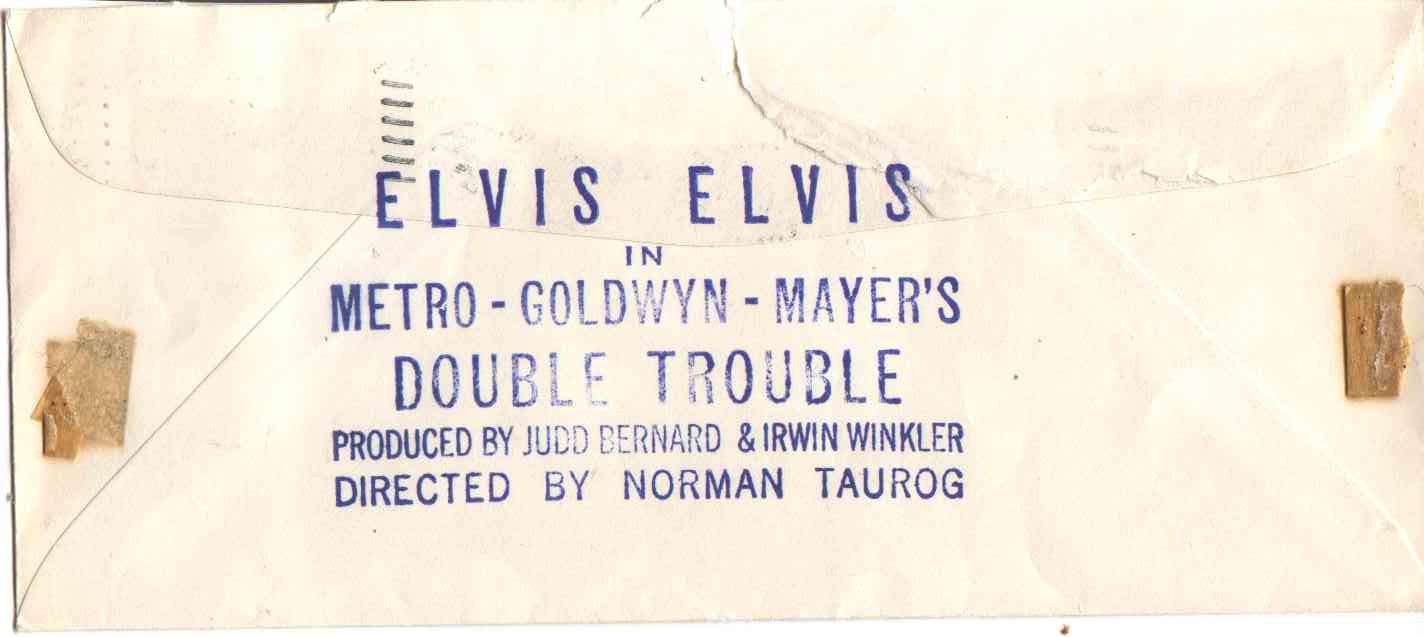 ELVIS ELVIS
IN
METRO - GOLDWYN - MAYER'S
DOUBLE TROUBLE
PRODUCED BY JUDD BERNARD & IRWIN WINKLER
DIRECTED BY NORMAN TAUROG